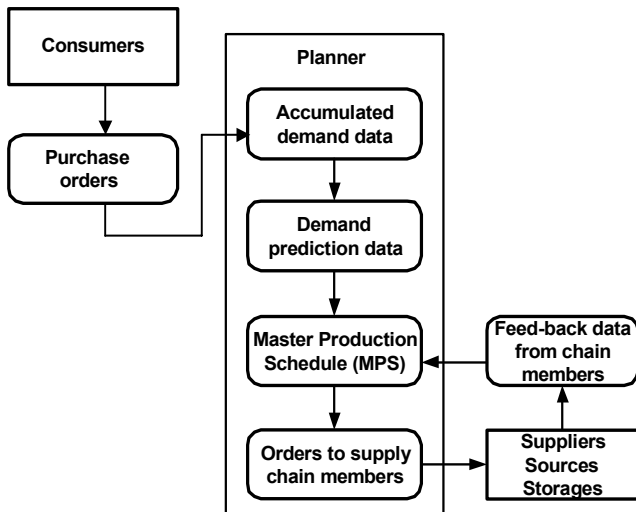 Consumers
Purchase
orders
Planner
Accumulated
demand data
Demand
prediction data
Master Production
Schedule (MPS)
Orders to supply
chain members
Feed-back data
from chain
members
Suppliers
Sources
Storages